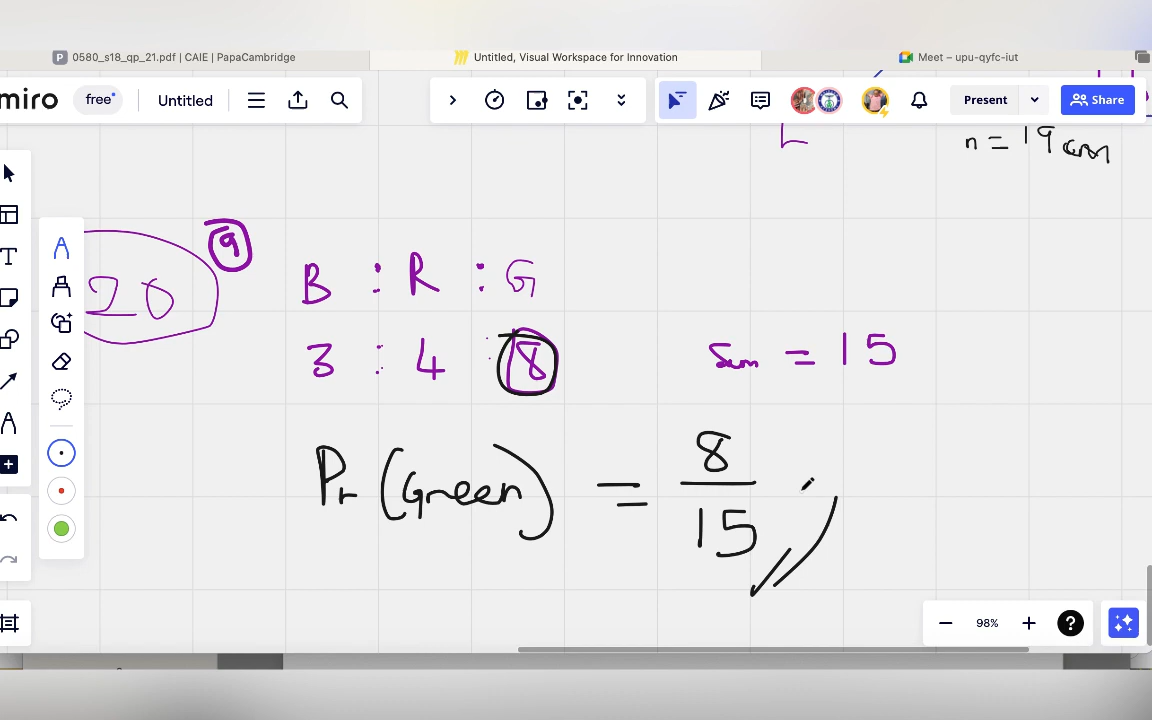 0580_s18_qp_21.pdf | CAIE | PapaCambridge
Untitled, Visual Workspace for Innovation
Meet – upu-qyfc-iut
miro
free
Untitled
Present
Share
n = 19 cm
9
20
B : R : G
3 : 4 : 8
Sum = 15
Pr (Green) = 8/15
98%